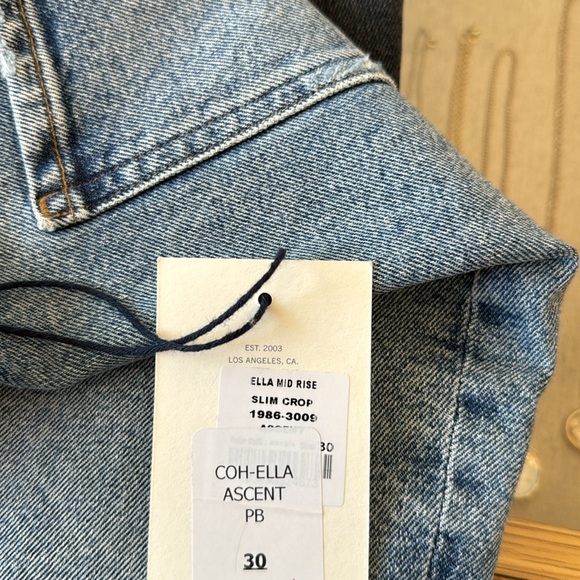 EST. 2003
LOS ANGELES, CA.
ELLA MID RISE
SLIM CROP
1986-3009
30
COH-ELLA
ASCENT
PB
30